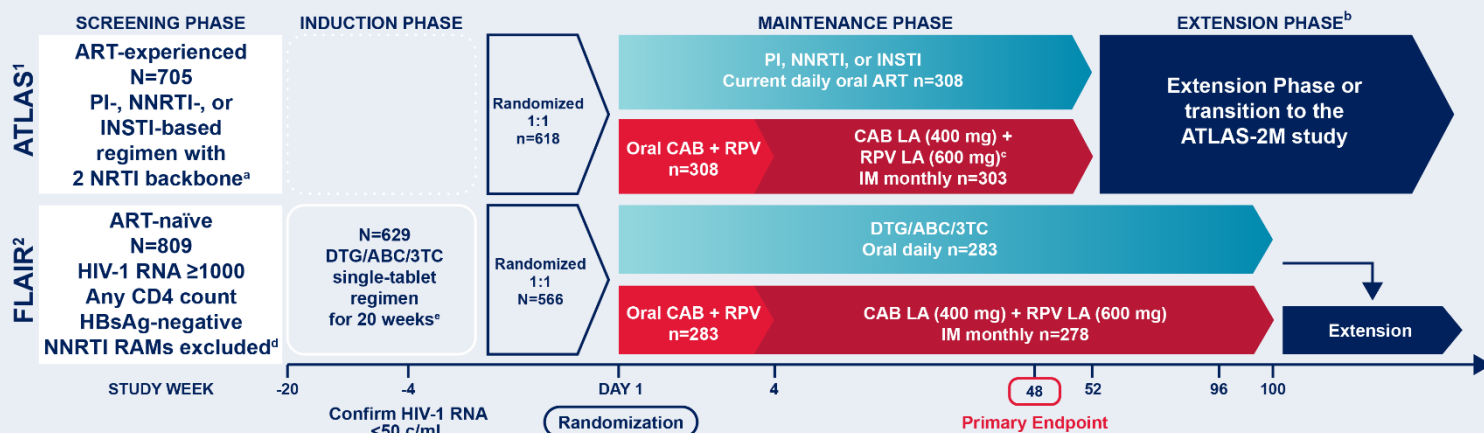 SCREENING PHASE
INDUCTION PHASE
MAINTENANCE PHASE
EXTENSION PHASEᵇ
ATLAS¹
ART-experienced
N=705
PI-, NNRTI-, or
INSTI-based
regimen with
2 NRTI backboneᵃ
Randomized
1:1
n=618
PI, NNRTI, or INSTI
Current daily oral ART n=308
Oral CAB + RPV
n=308
CAB LA (400 mg) +
RPV LA (600 mg)ᶜ
IM monthly n=303
Extension Phase or
transition to the
ATLAS-2M study
FLAIR²
ART-naïve
N=809
HIV-1 RNA ≥1000
Any CD4 count
HBsAg-negative
NNRTI RAMs excludedᵈ
N=629
DTG/ABC/3TC
single-tablet
regimen
for 20 weeksᵉ
Randomized
1:1
N=566
DTG/ABC/3TC
Oral daily n=283
Oral CAB + RPV
n=283
CAB LA (400 mg) + RPV LA (600 mg)
IM monthly n=278
Extension
STUDY WEEK
-20
-4
DAY 1
4
48
52
96
100
Confirm HIV-1 RNA
<50 c/mL
Randomization
Primary Endpoint